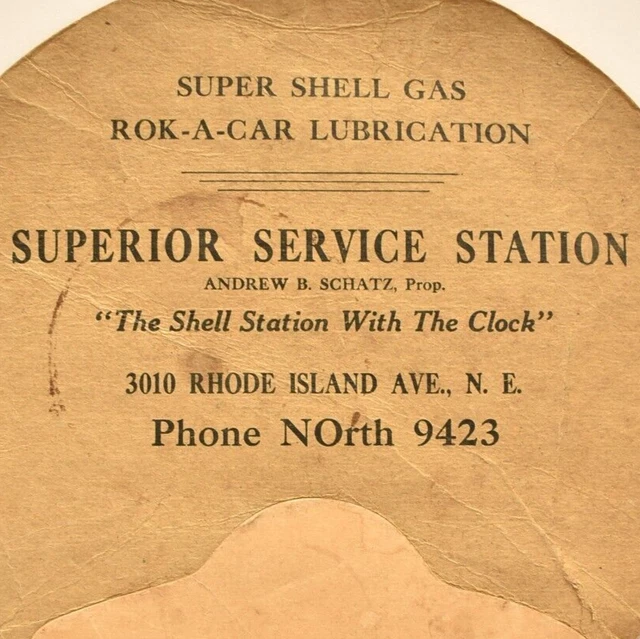 SUPER SHELL GAS
ROK-A-CAR LUBRICATION
SUPERIOR SERVICE STATION
ANDREW B. SCHATZ, Prop.
"The Shell Station With The Clock"
3010 RHODE ISLAND AVE., N. E.
Phone NOrth 9423